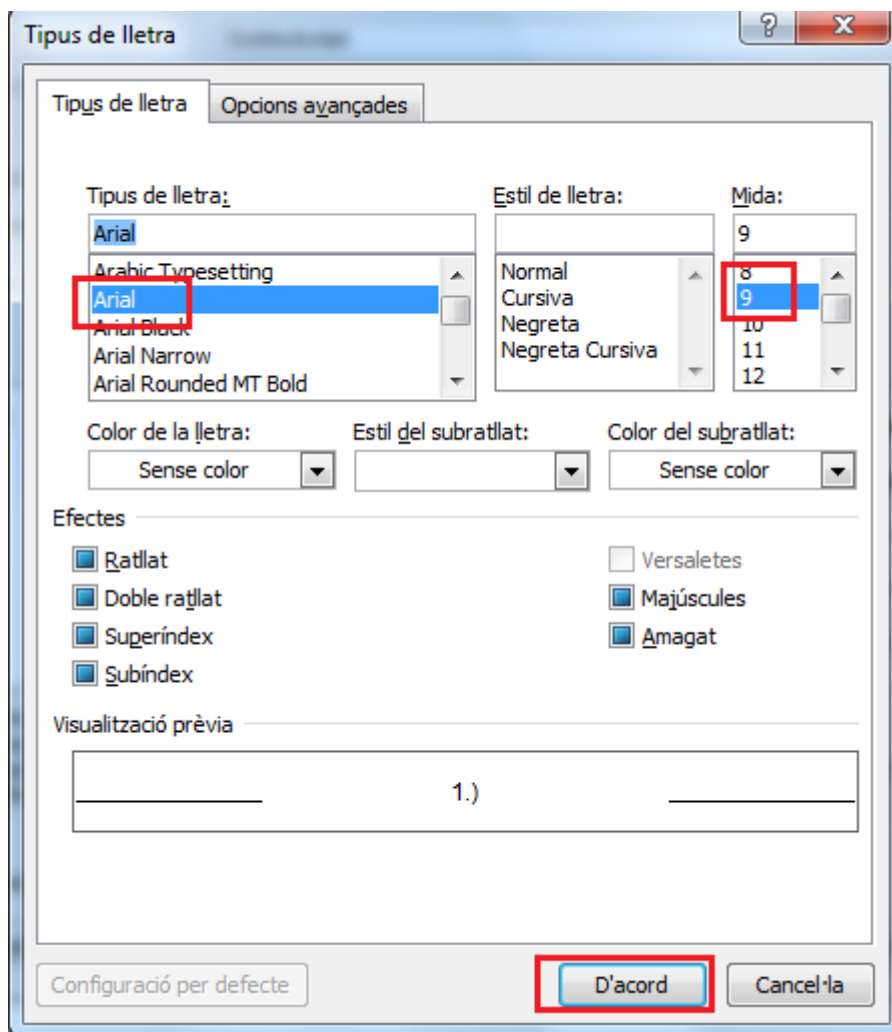 Tipus de lletra
Tipus de lletra Opcions avançades
Tipus de lletra: Estil de lletra: Mida:
Arial 9
Arabic Typesetting Normal 8
Arial Cursiva 9
Arial Black Negreta 10
Arial Narrow Negreta Cursiva 11
Arial Rounded MT Bold 12
Color de la lletra: Estil del subratllat: Color del subratllat:
Sense color Sense color
Efectes
Ratllat Versaletes
Doble ratllat Majúscules
Superíndex Amagat
Subíndex
Visualització prèvia
1.)
Configuració per defecte D'acord Cancel·la